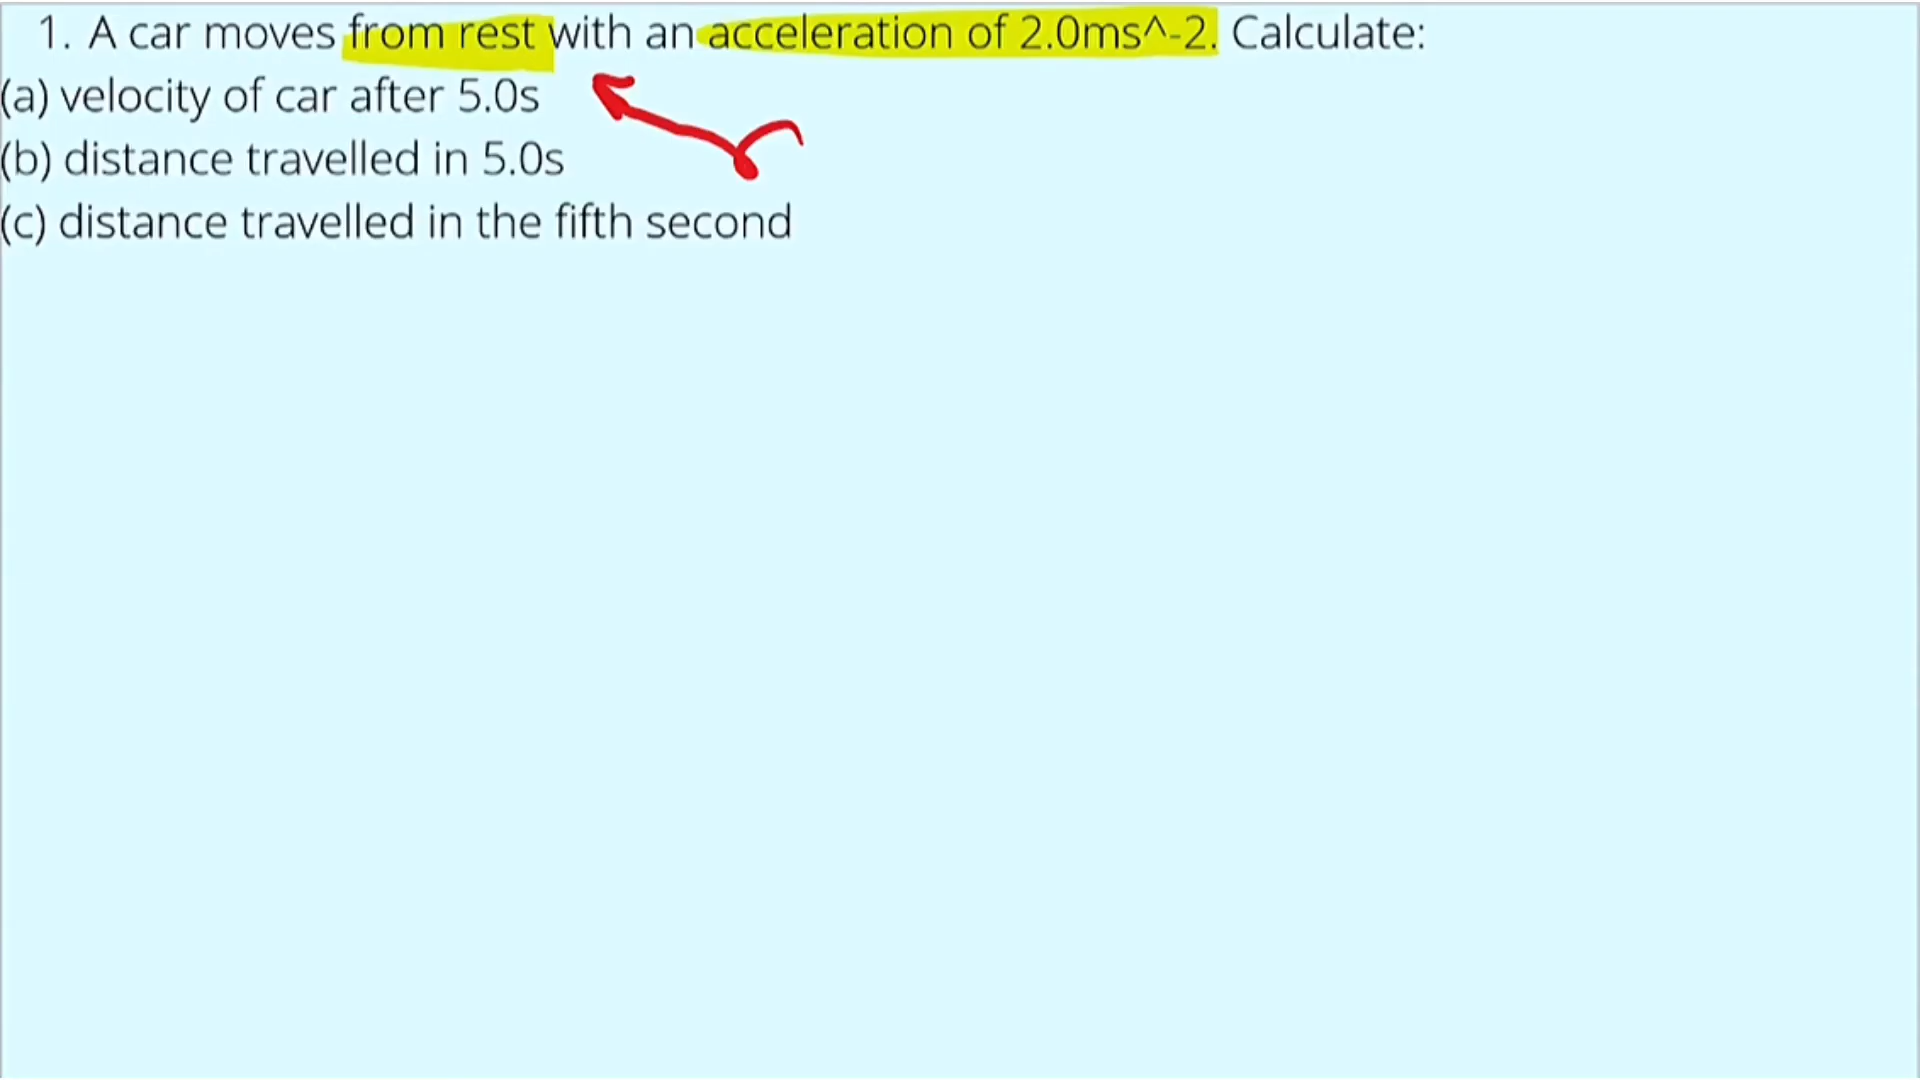 1. A car moves from rest with an acceleration of 2.0ms^-2. Calculate:
(a) velocity of car after 5.0s
(b) distance travelled in 5.0s
(c) distance travelled in the fifth second